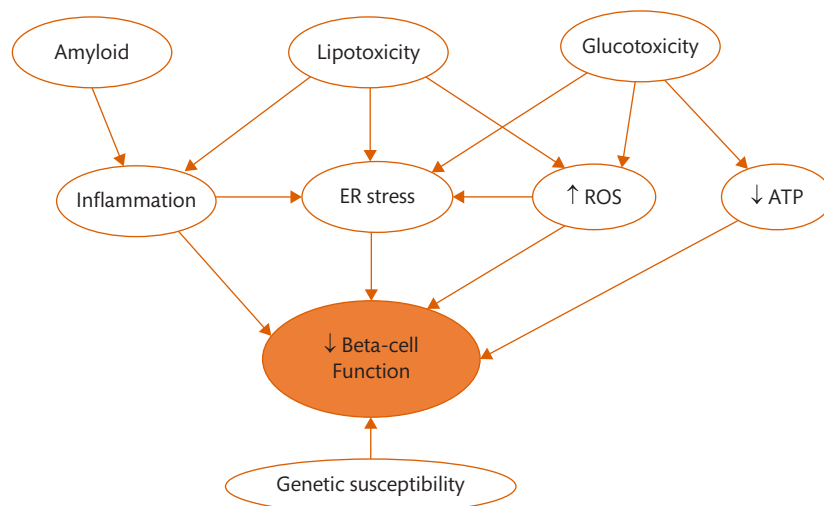 Amyloid
Lipotoxicity
Glucotoxicity
Inflammation
ER stress
↑ ROS
↓ ATP
↓ Beta-cell
Function
Genetic susceptibility